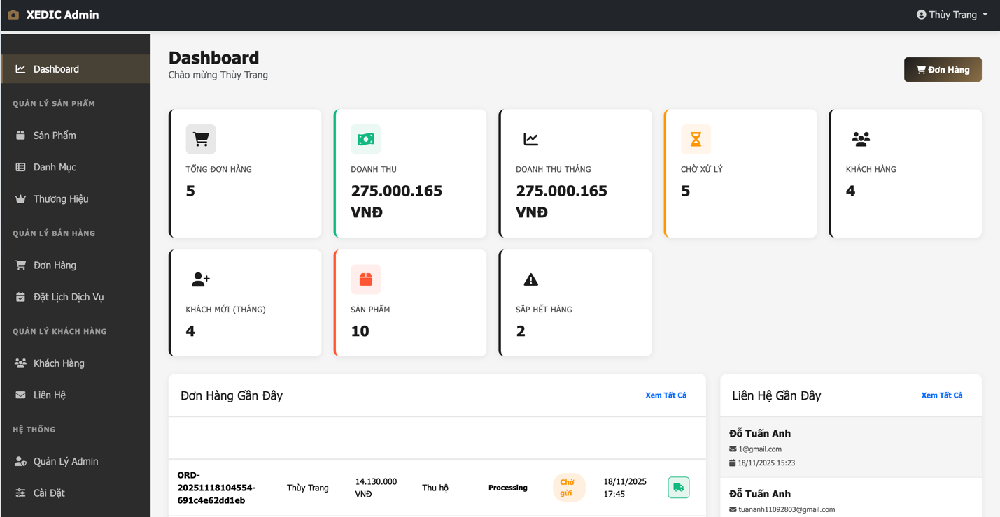 XEDIC Admin
Thùy Trang
Dashboard
QUẢN LÝ SẢN PHẨM
Sản Phẩm
Danh Mục
Thương Hiệu
QUẢN LÝ BÁN HÀNG
Đơn Hàng
Đặt Lịch Dịch Vụ
QUẢN LÝ KHÁCH HÀNG
Khách Hàng
Liên Hệ
HỆ THỐNG
Quản Lý Admin
Cài Đặt
Dashboard
Chào mừng Thùy Trang
Đơn Hàng
TỔNG ĐƠN HÀNG
5
DOANH THU
275.000.165
VNĐ
DOANH THU THÁNG
275.000.165
VNĐ
CHỜ XỬ LÝ
5
KHÁCH HÀNG
4
KHÁCH MỚI (THÁNG)
4
SẢN PHẨM
10
SẮP HẾT HÀNG
2
Đơn Hàng Gần Đây
Xem Tất Cả
ORD-
20251118104554-
691c4e62dd1eb
Thùy Trang
14.130.000
VNĐ
Thu hộ
Processing
Chờ
gửi
18/11/2025
17:45
Liên Hệ Gần Đây
Xem Tất Cả
Đỗ Tuấn Anh
1@gmail.com
18/11/2025 15:23
Đỗ Tuấn Anh
tuananh11092803@gmail.com